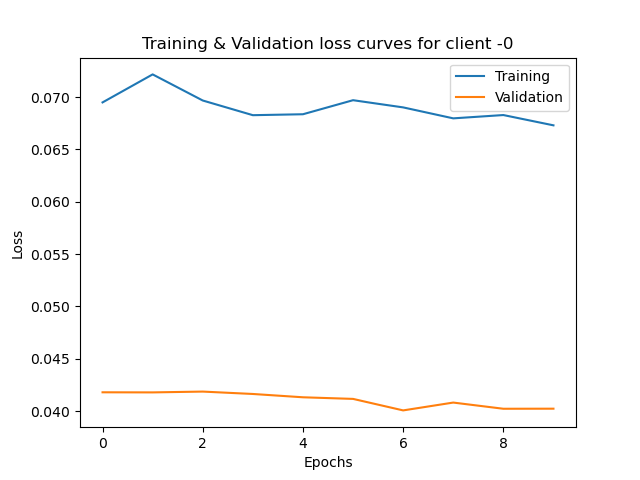 Training & Validation loss curves for client -0
Training
Validation
0.070
0.065
0.060
0.055
0.050
0.045
0.040
Loss
0 2 4 6 8
Epochs